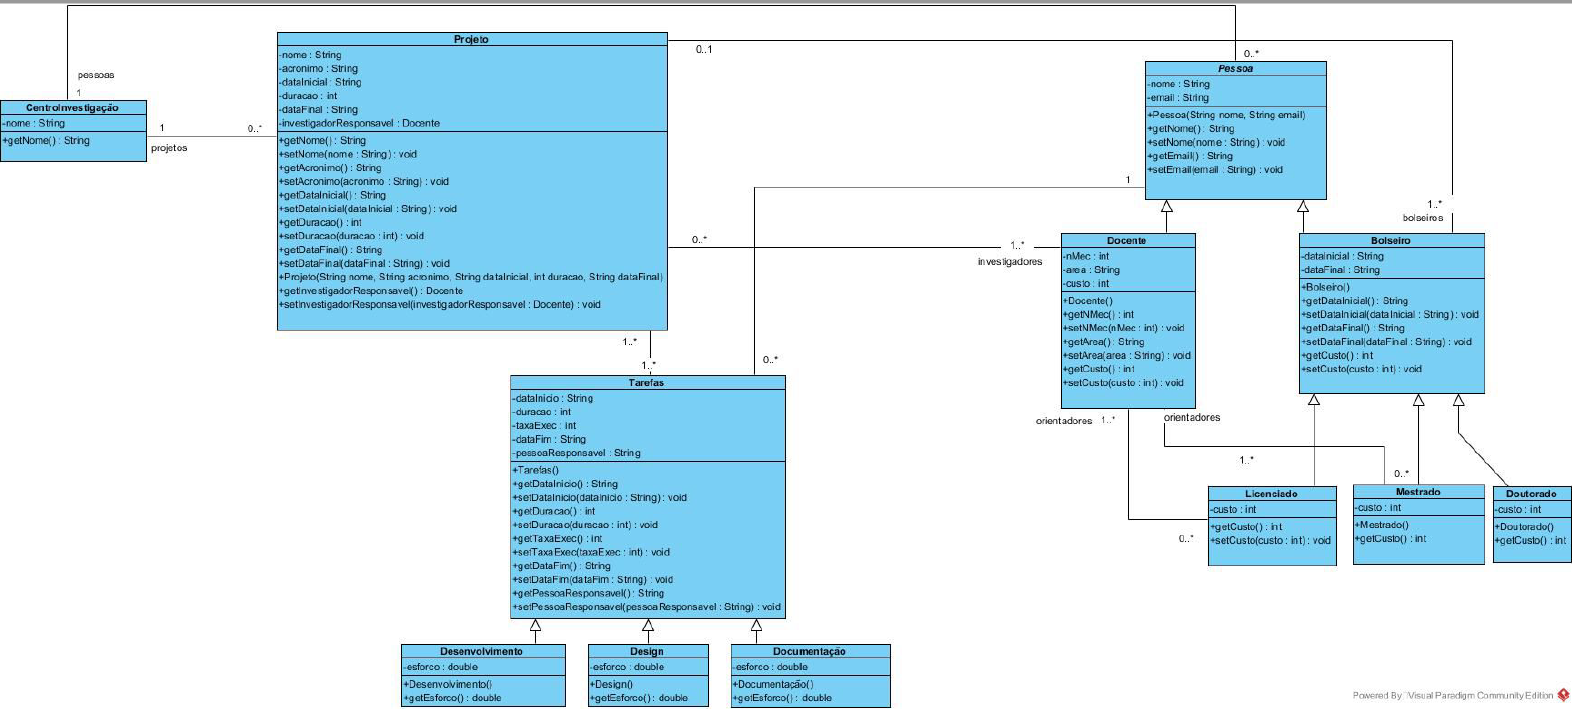 pessoas
1
CentroInvestigação
-nome : String
+getNome() : String
1
projetos
0..*
Projeto
-nome : String
-acronimo : String
-dataInicial : String
-duracao : int
-dataFinal : String
-investigadorResponsavel : Docente
+getNome() : String
+setNome(nome : String) : void
+getAcronimo() : String
+setAcronimo(acronimo : String) : void
+getDataInicial() : String
+setDataInicial(dataInicial : String) : void
+getDuracao() : int
+setDuracao(duracao : int) : void
+getDataFinal() : String
+setDataFinal(dataFinal : String) : void
+Projeto(String nome, String acronimo, String dataInicial, int duracao, String dataFinal)
+getInvestigadorResponsavel() : Docente
+setInvestigadorResponsavel(investigadorResponsavel : Docente) : void
0..1
0..*
Pessoa
-nome : String
-email : String
+Pessoa(String nome, String email)
+getNome() : String
+setNome(nome : String) : void
+getEmail() : String
+setEmail(email : String) : void
1
1..*
bolseiros
0..*
1..*
investigadores
Docente
-nMec : int
-area : String
-custo : int
+Docente()
+getNMec() : int
+setNMec(nMec : int) : void
+getArea() : String
+setArea(area : String) : void
+getCusto() : int
+setCusto(custo : int) : void
Bolseiro
-dataInicial : String
-dataFinal : String
+Bolseiro()
+getDataInicial() : String
+setDataInicial(dataInicial : String) : void
+getDataFinal() : String
+setDataFinal(dataFinal : String) : void
+getCusto() : int
+setCusto(custo : int) : void
1..*
1..*
0..*
Tarefas
-dataInicio : String
-duracao : int
-taxaExec : int
-dataFim : String
-pessoaResponsavel : String
+Tarefas()
+getDataInicio() : String
+setDataInicio(dataInicio : String) : void
+getDuracao() : int
+setDuracao(duracao : int) : void
+getTaxaExec() : int
+setTaxaExec(taxaExec : int) : void
+getDataFim() : String
+setDataFim(dataFim : String) : void
+getPessoaResponsavel() : String
+setPessoaResponsavel(pessoaResponsavel : String) : void
orientadores 1..*
orientadores
1..*
0..*
0..*
Licenciado
-custo : int
+getCusto() : int
+setCusto(custo : int) : void
Mestrado
-custo : int
+Mestrado()
+getCusto() : int
Doutorado
-custo : int
+Doutorado()
+getCusto() : int
Desenvolvimento
-esforco : double
+Desenvolvimento()
+getEsforco() : double
Design
-esforco : double
+Design()
+getEsforco() : double
Documentação
-esforco : double
+Documentação()
+getEsforco() : double
Powered By Visual Paradigm Community Edition